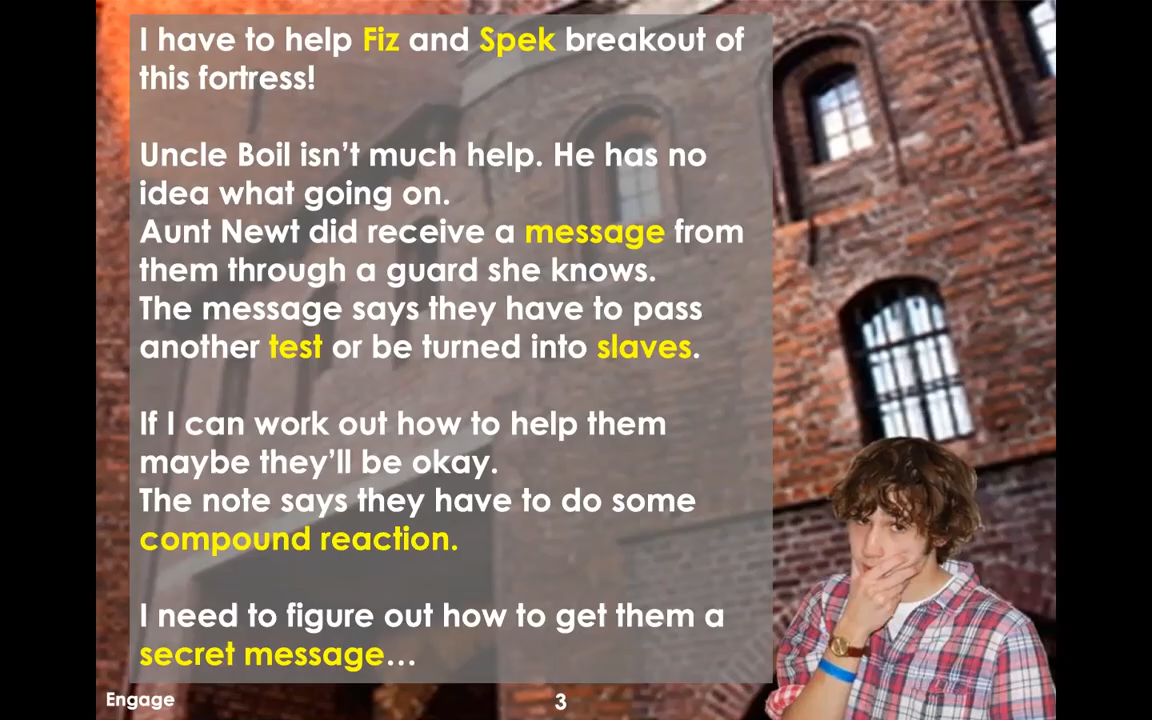 I have to help Fiz and Spek breakout of
this fortress!
Uncle Boil isn’t much help. He has no
idea what going on.
Aunt Newt did receive a message from
them through a guard she knows.
The message says they have to pass
another test or be turned into slaves.
If I can work out how to help them
maybe they’ll be okay.
The note says they have to do some
compound reaction.
I need to figure out how to get them a
secret message…
Engage
3